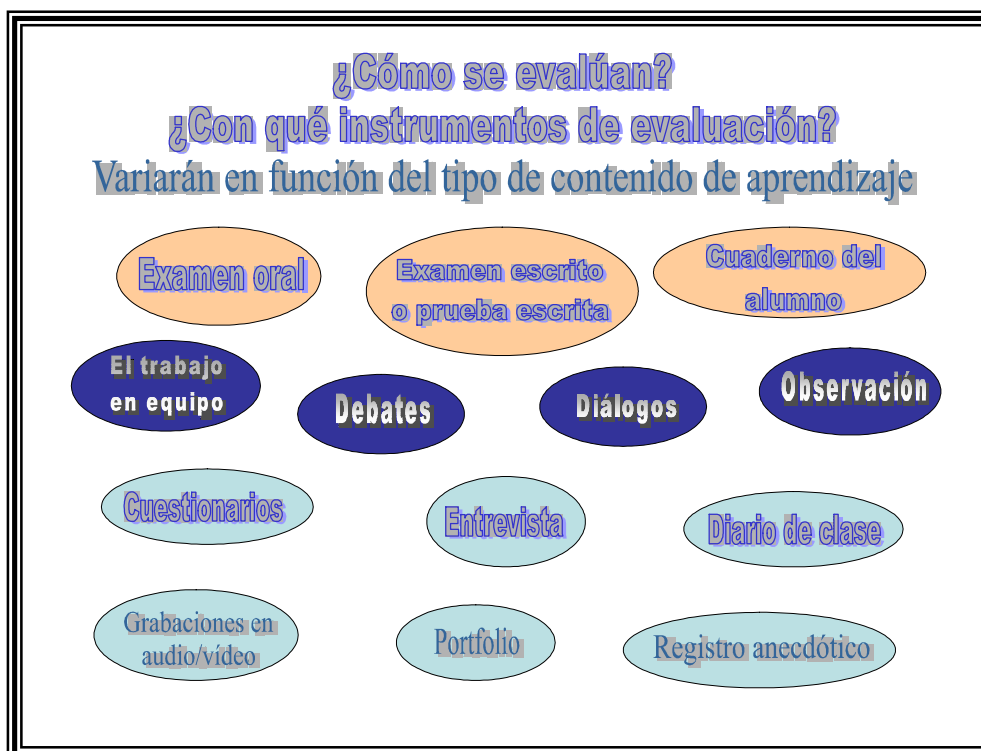 ¿Cómo se evalúan?
¿Con qué instrumentos de evaluación?
Variarán en función del tipo de contenido de aprendizaje
Examen oral
Examen escrito
o prueba escrita
Cuaderno del
alumno
El trabajo
en equipo
Debates
Diálogos
Observación
Cuestionarios
Entrevista
Diario de clase
Grabaciones en
audio/vídeo
Portfolio
Registro anecdótico